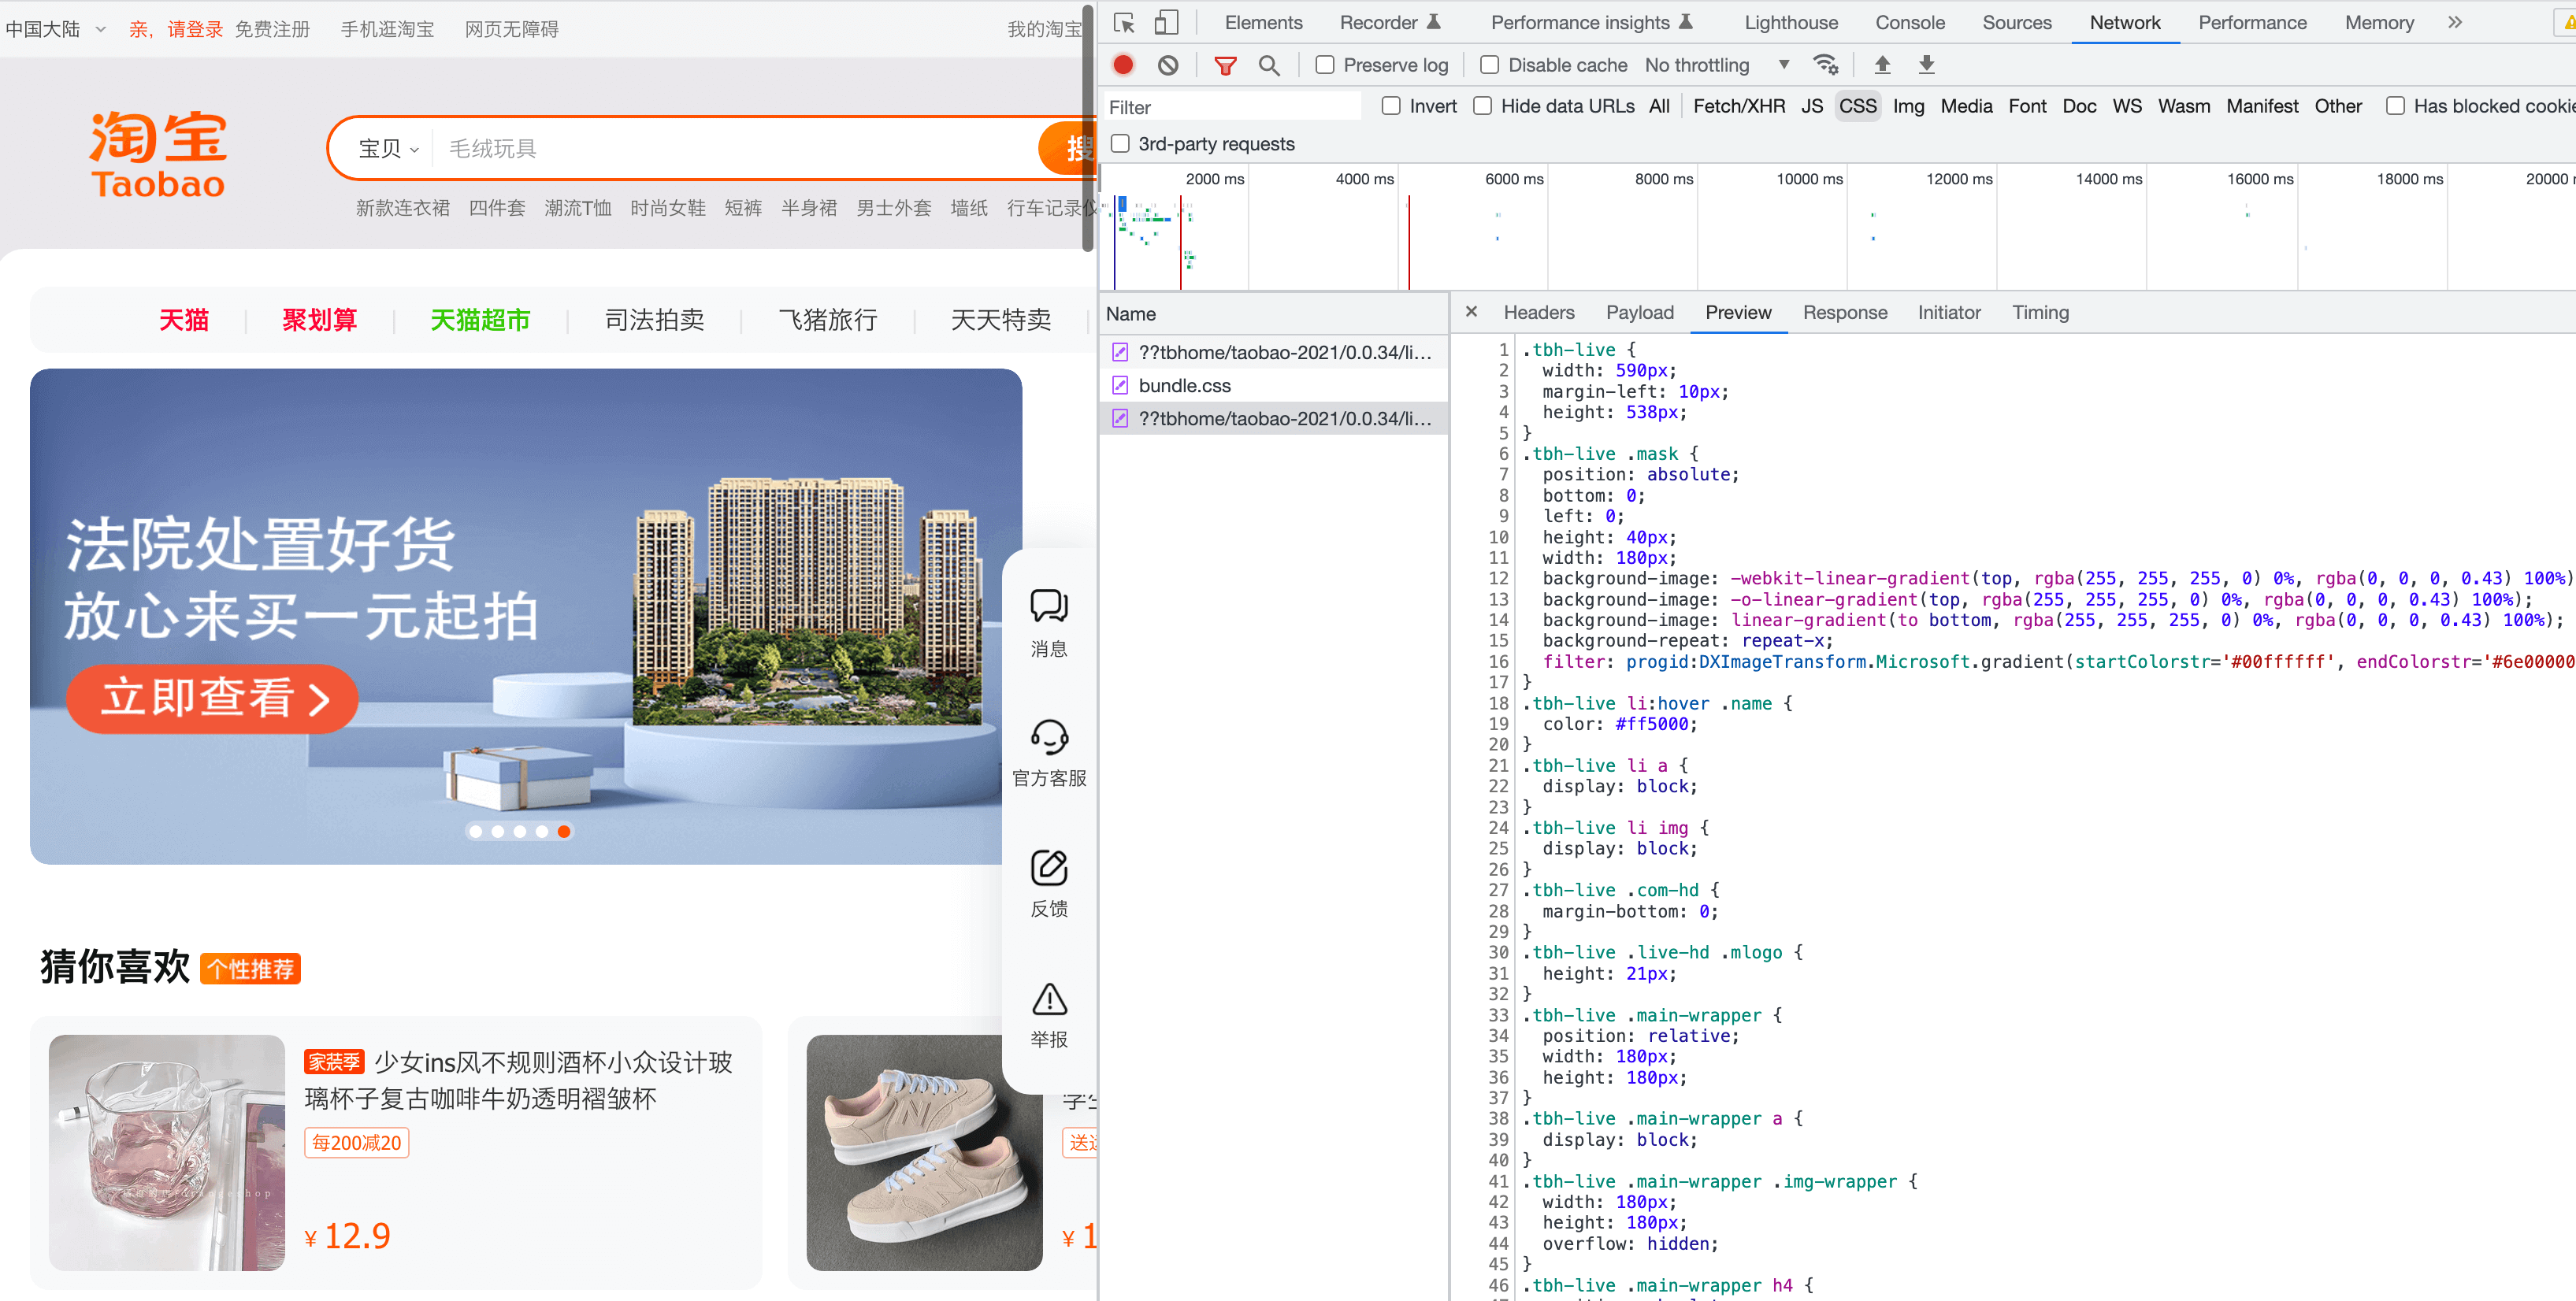 中国大陆 亲，请登录 免费注册 手机逛淘宝 网页无障碍 我的淘宝
淘宝
Taobao
宝贝 毛绒玩具 搜
新款连衣裙 四件套 潮流T恤 时尚女鞋 短裤 半身裙 男士外套 墙纸 行车记录仪
天猫 聚划算 天猫超市 司法拍卖 飞猪旅行 天天特卖
法院处置好货
放心来买一元起拍
立即查看
消息
官方客服
反馈
举报
猜你喜欢 个性推荐
家装季 少女ins风不规则酒杯小众设计玻
璃杯子复古咖啡牛奶透明褶皱杯
每200减20
¥ 12.9
¥ 1
Elements Recorder Performance insights Lighthouse Console Sources Network Performance Memory
Preserve log Disable cache No throttling
Filter Invert Hide data URLs All Fetch/XHR JS CSS Img Media Font Doc WS Wasm Manifest Other Has blocked cookie
3rd-party requests
2000 ms 4000 ms 6000 ms 8000 ms 10000 ms 12000 ms 14000 ms 16000 ms 18000 ms 20000
Name
??tbhome/taobao-2021/0.0.34/li...
bundle.css
??tbhome/taobao-2021/0.0.34/li...
× Headers Payload Preview Response Initiator Timing
1 .tbh-live {
2 width: 590px;
3 margin-left: 10px;
4 height: 538px;
5 }
6 .tbh-live .mask {
7 position: absolute;
8 bottom: 0;
9 left: 0;
10 height: 40px;
11 width: 180px;
12 background-image: -webkit-linear-gradient(top, rgba(255, 255, 255, 0) 0%, rgba(0, 0, 0, 0.43) 100%)
13 background-image: -o-linear-gradient(top, rgba(255, 255, 255, 0) 0%, rgba(0, 0, 0, 0.43) 100%);
14 background-image: linear-gradient(to bottom, rgba(255, 255, 255, 0) 0%, rgba(0, 0, 0, 0.43) 100%);
15 background-repeat: repeat-x;
16 filter: progid:DXImageTransform.Microsoft.gradient(startColorstr='#00ffffff', endColorstr='#6e00000
17 }
18 .tbh-live li:hover .name {
19 color: #ff5000;
20 }
21 .tbh-live li a {
22 display: block;
23 }
24 .tbh-live li img {
25 display: block;
26 }
27 .tbh-live .com-hd {
28 margin-bottom: 0;
29 }
30 .tbh-live .live-hd .mlogo {
31 height: 21px;
32 }
33 .tbh-live .main-wrapper {
34 position: relative;
35 width: 180px;
36 height: 180px;
37 }
38 .tbh-live .main-wrapper a {
39 display: block;
40 }
41 .tbh-live .main-wrapper .img-wrapper {
42 width: 180px;
43 height: 180px;
44 overflow: hidden;
45 }
46 .tbh-live .main-wrapper h4 {